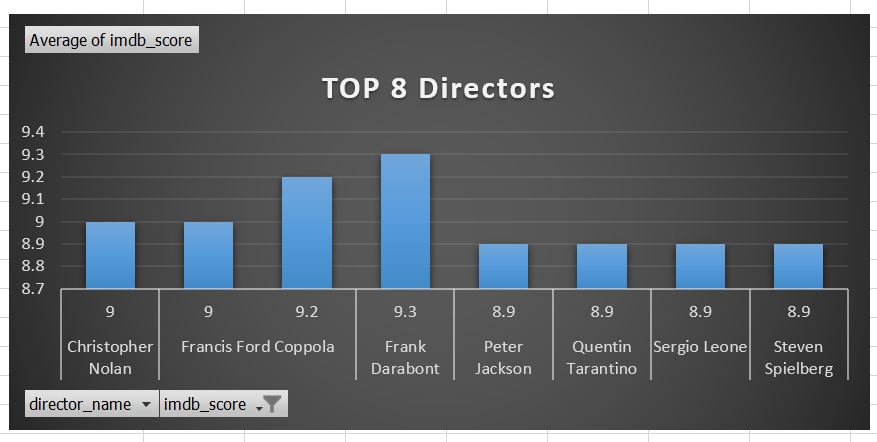 Average of imdb_score
TOP 8 Directors
9.4
9.3
9.2
9.1
9
8.9
8.8
8.7
9 9 9.2 9.3 8.9 8.9 8.9 8.9
Christopher Francis Ford Coppola Frank Peter Quentin Sergio Leone Steven
Nolan Darabont Jackson Tarantino Spielberg
director_name imdb_score